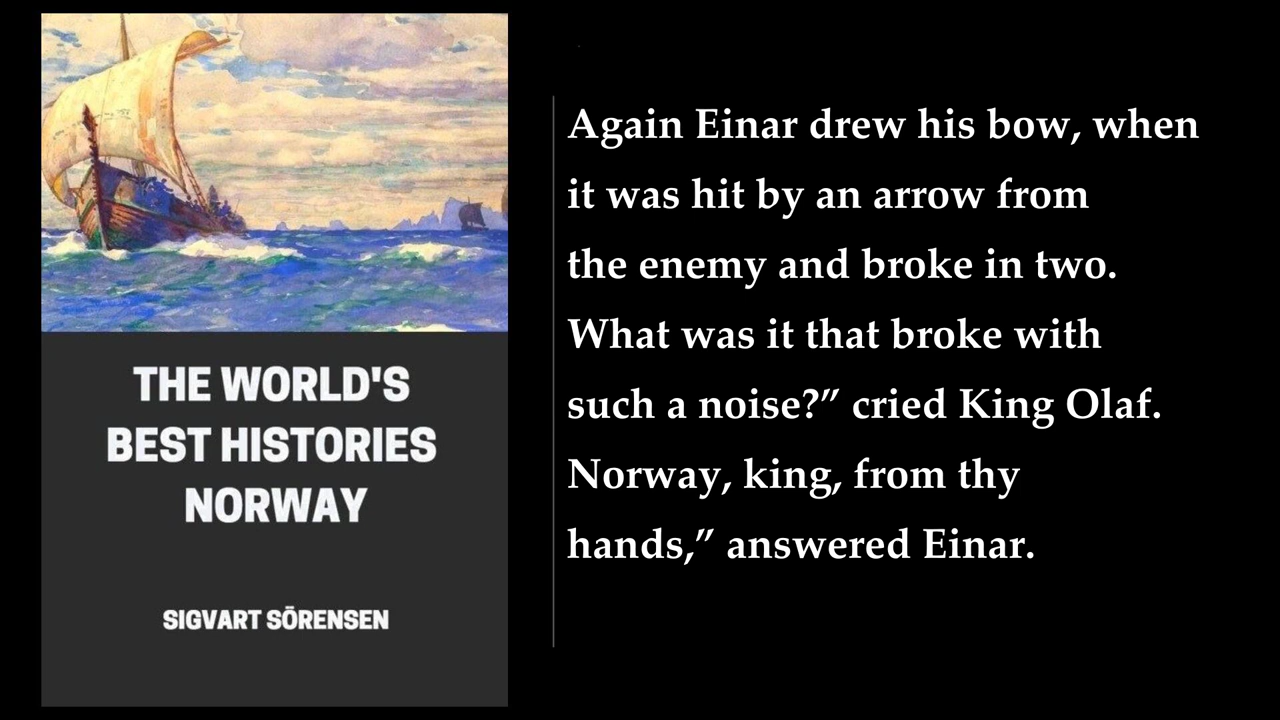 THE WORLD'S
BEST HISTORIES
NORWAY
SIGVART SÖRENSEN
Again Einar drew his bow, when
it was hit by an arrow from
the enemy and broke in two.
What was it that broke with
such a noise?” cried King Olaf.
Norway, king, from thy
hands,” answered Einar.